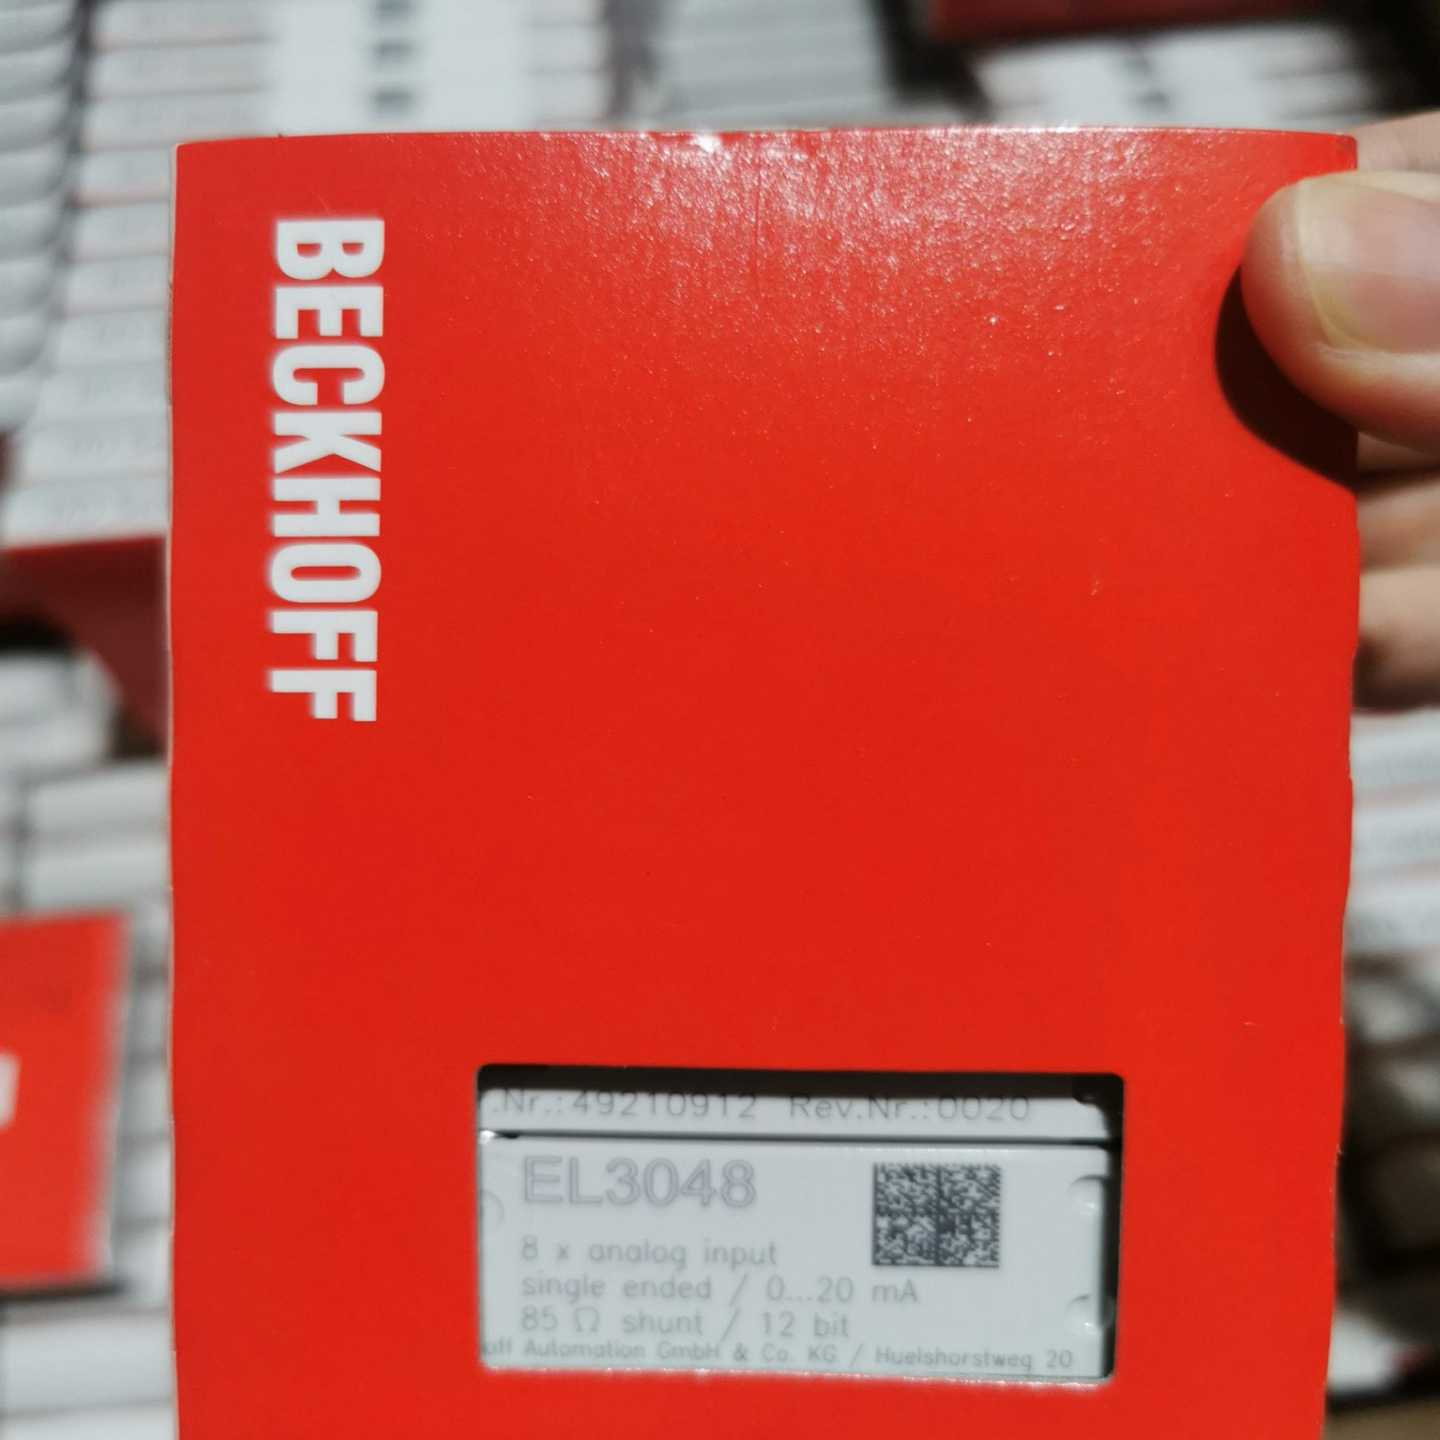 BECKHOFF
.Nr.:49210912 Rev.Nr.:0020
EL3048
8 x analog input
single ended / 0...20 mA
85 Ω shunt / 12 bit
off Automation GmbH & Co. KG / Huelshorstweg 20